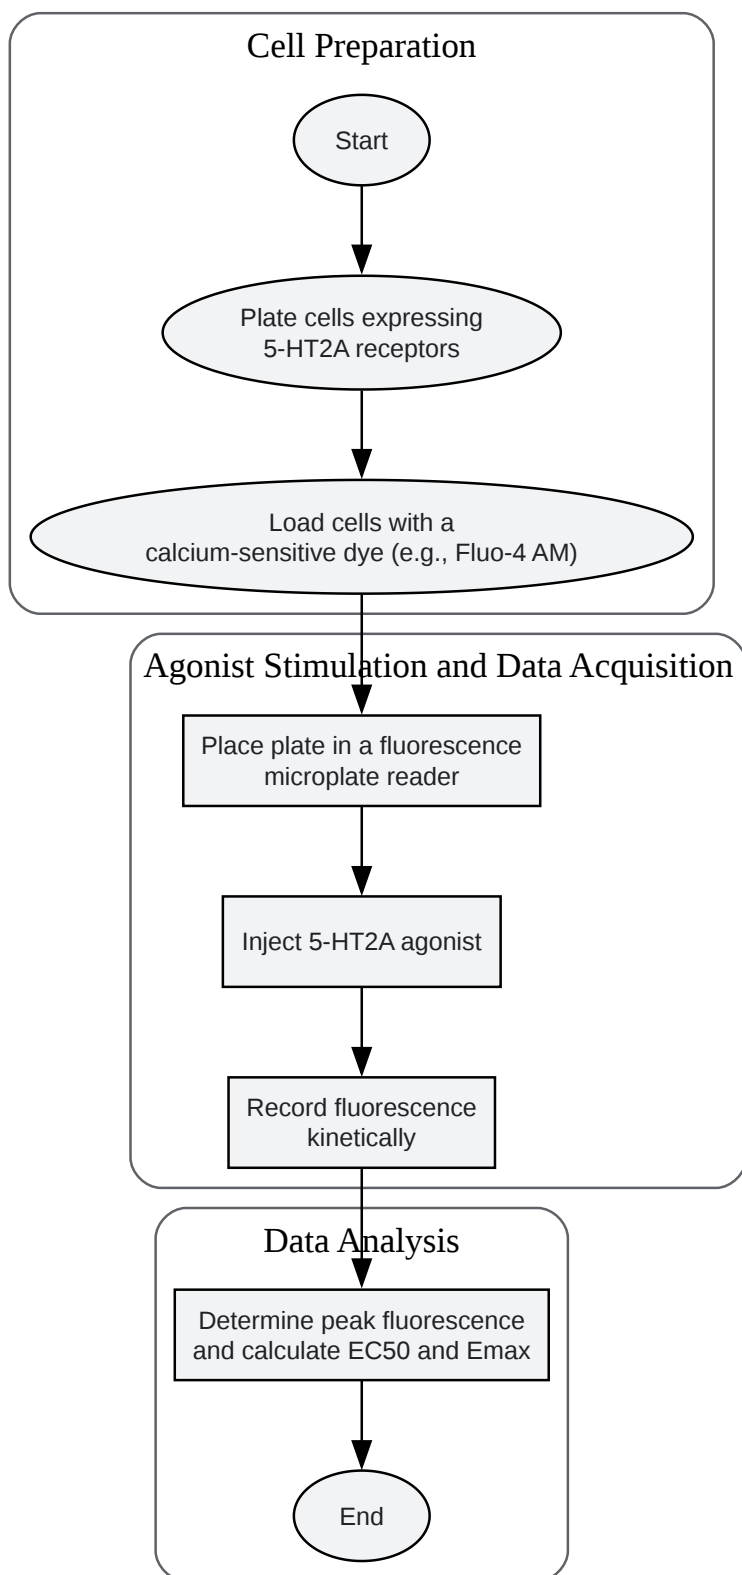 Cell Preparation
Start
Plate cells expressing
5-HT2A receptors
Load cells with a
calcium-sensitive dye (e.g., Fluo-4 AM)
Agonist Stimulation and Data Acquisition
Place plate in a fluorescence
microplate reader
Inject 5-HT2A agonist
Record fluorescence
kinetically
Data Analysis
Determine peak fluorescence
and calculate EC50 and Emax
End